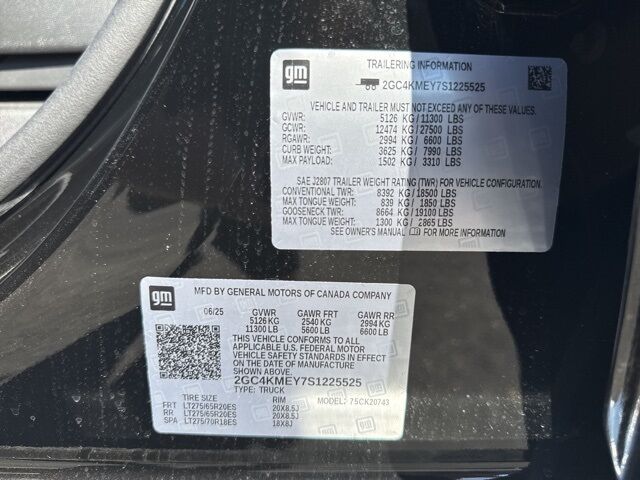 gm
TRAILERING INFORMATION
2GC4KMEY7S1225525
VEHICLE AND TRAILER MUST NOT EXCEED ANY OF THESE VALUES.
GVWR: 5126 KG / 11300 LBS
GCWR: 12474 KG / 27500 LBS
RGAWR: 2994 KG / 6600 LBS
CURB WEIGHT: 3625 KG / 7990 LBS
MAX PAYLOAD: 1502 KG / 3310 LBS
SAE J2807 TRAILER WEIGHT RATING (TWR) FOR VEHICLE CONFIGURATION.
CONVENTIONAL TWR: 8392 KG / 18500 LBS
MAX TONGUE WEIGHT: 839 KG / 1850 LBS
GOOSENECK TWR: 8664 KG / 19100 LBS
MAX TONGUE WEIGHT: 1300 KG / 2865 LBS
SEE OWNER'S MANUAL FOR MORE INFORMATION
gm
MFD BY GENERAL MOTORS OF CANADA COMPANY
06/25 GVWR GAWR FRT GAWR RR
5126 KG 2540 KG 2994 KG
11300 LB 5600 LB 6600 LB
THIS VEHICLE CONFORMS TO ALL
APPLICABLE U.S. FEDERAL MOTOR
VEHICLE SAFETY STANDARDS IN
EFFECT ON THE DATE OF MANUFACTURE
SHOWN ABOVE.
2GC4KMEY7S1225525
TYPE: TRUCK
TIRE SIZE RIM MODEL: 75CK20743
FRT LT275/65R20ES 20X8.5J
RR LT275/65R20ES 20X8.5J
SPA LT275/70R18ES 18X8J